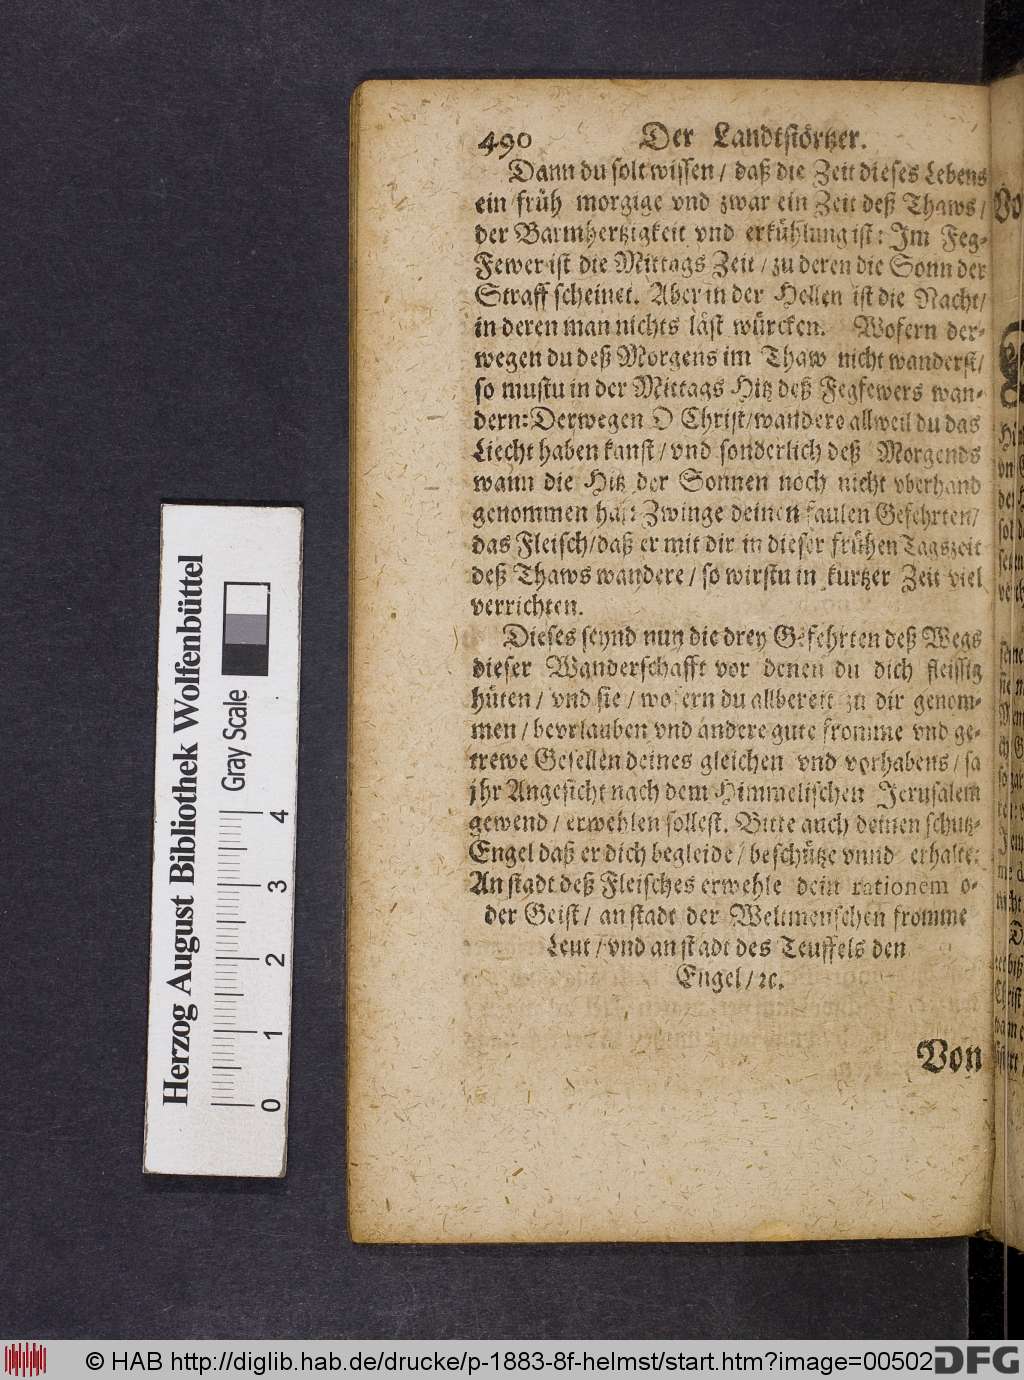 490 Der Landtstörtzer.
Dann du solt wissen / daß die Zeit dieses Lebens
ein früh morgige vnd zwar ein Zeit deß Thaws /
der Barmhertzigkeit vnd erkühlung ist: Im Feg-
Fewer ist die Mittags Zeit / zu deren die Sonn der
Straff scheinet. Aber in der Hellen ist die Nacht /
in deren man nichts läst würcken. Wofern der-
wegen du deß Morgens im Thaw nicht wanderst /
so mustu in der Mittags Hitz deß Fegfewers wan-
dern: Derwegen O Christ / wandere allweil du das
Liecht haben kanst / vnd sonderlich deß Morgends
wann die Hitz der Sonnen noch nicht vberhand
genommen hast: Zwinge deinen faulen Gefehrten /
das Fleisch / daß er mit dir in dieser frühen Tagszeit
deß Thaws wandere / so wirstu in kurtzer Zeit viel
verrichten.
Dieses seynd nun die drey Gefehrten deß Wegs
dieser Wanderschafft vor denen du dich fleissig
hüten / vnd sie / wofern du allbereit zu dir genom-
men / bevrlauben vnd andere gute fromme vnd ge-
trewe Gesellen deines gleichen vnd vorhabens / so
jhr Angesicht nach dem Himmelischen Jerusalem
gewend / erwehlen sollest. Bitte auch deinen schutz-
Engel daß er dich begleide / beschütze vnnd erhalte:
An stadt deß Fleisches erwehle dein rationem o-
der Geist / an stadt der Weltmenschen fromme
Leut / vnd an stadt des Teuffels den
Engel / ꝛc.
Von
Herzog August Bibliothek Wolfenbüttel
Gray Scale
0 1 2 3 4
© HAB http://diglib.hab.de/drucke/p-1883-8f-helmst/start.htm?image=00502
DFG